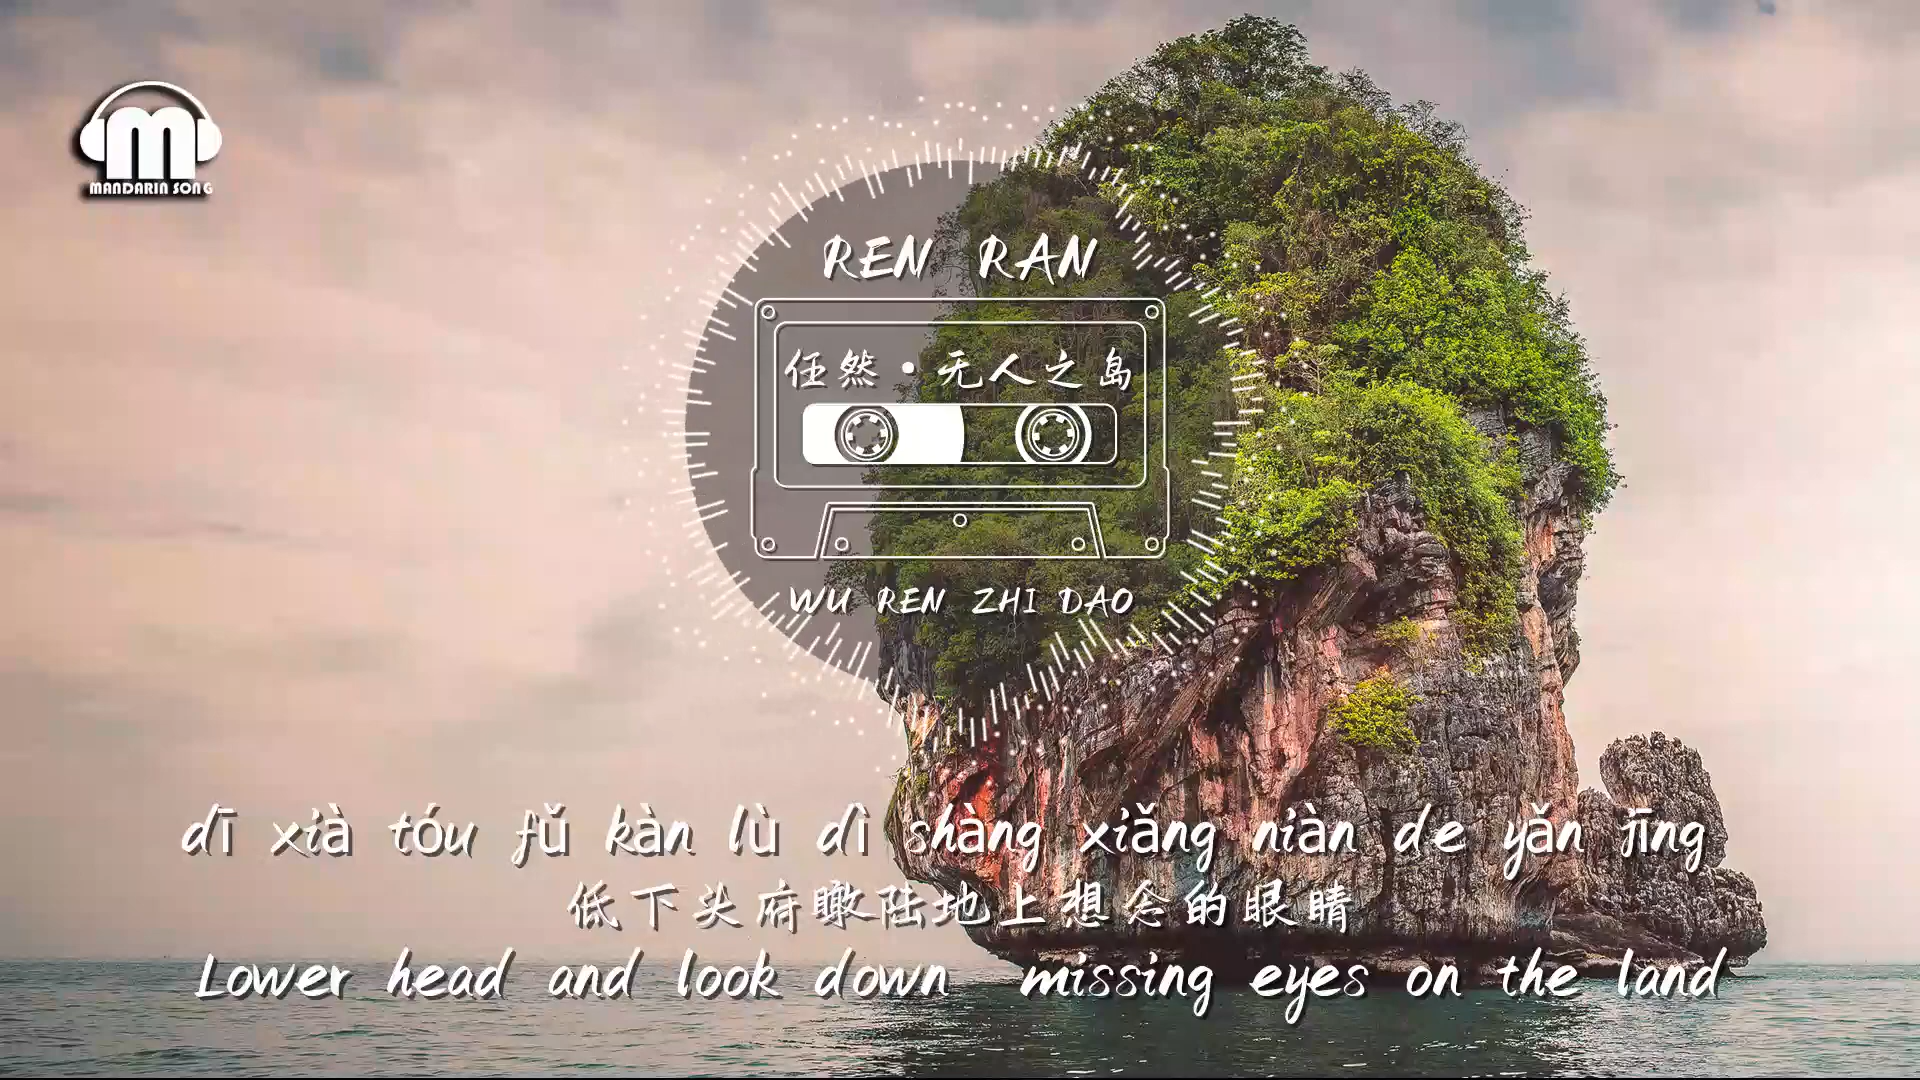 M
MANDARIN SONG
REN RAN
任然·无人之岛
WU REN ZHI DAO
dī xià tóu fǔ kàn lù dì shàng xiǎng niàn de yǎn jīng
低下头府瞰陆地上想念的眼睛
Lower head and look down missing eyes on the land